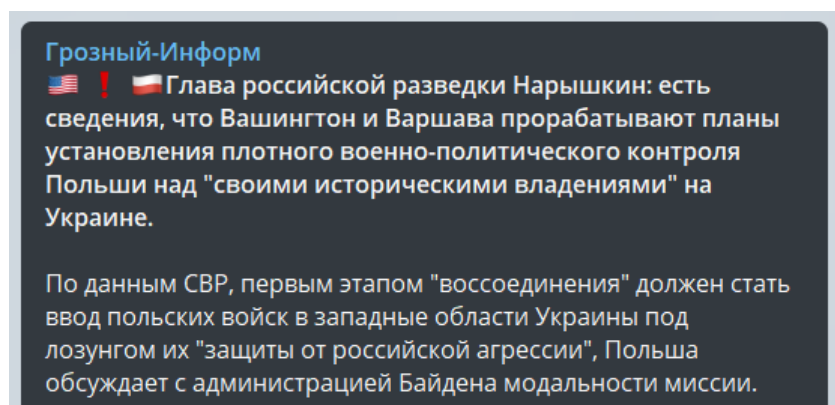 Грозный-Информ
🇺🇸❗🇵🇱Глава российской разведки Нарышкин: есть
сведения, что Вашингтон и Варшава прорабатывают планы
установления плотного военно-политического контроля
Польши над "своими историческими владениями" на
Украине.
По данным СВР, первым этапом "воссоединения" должен стать
ввод польских войск в западные области Украины под
лозунгом их "защиты от российской агрессии", Польша
обсуждает с администрацией Байдена модальности миссии.